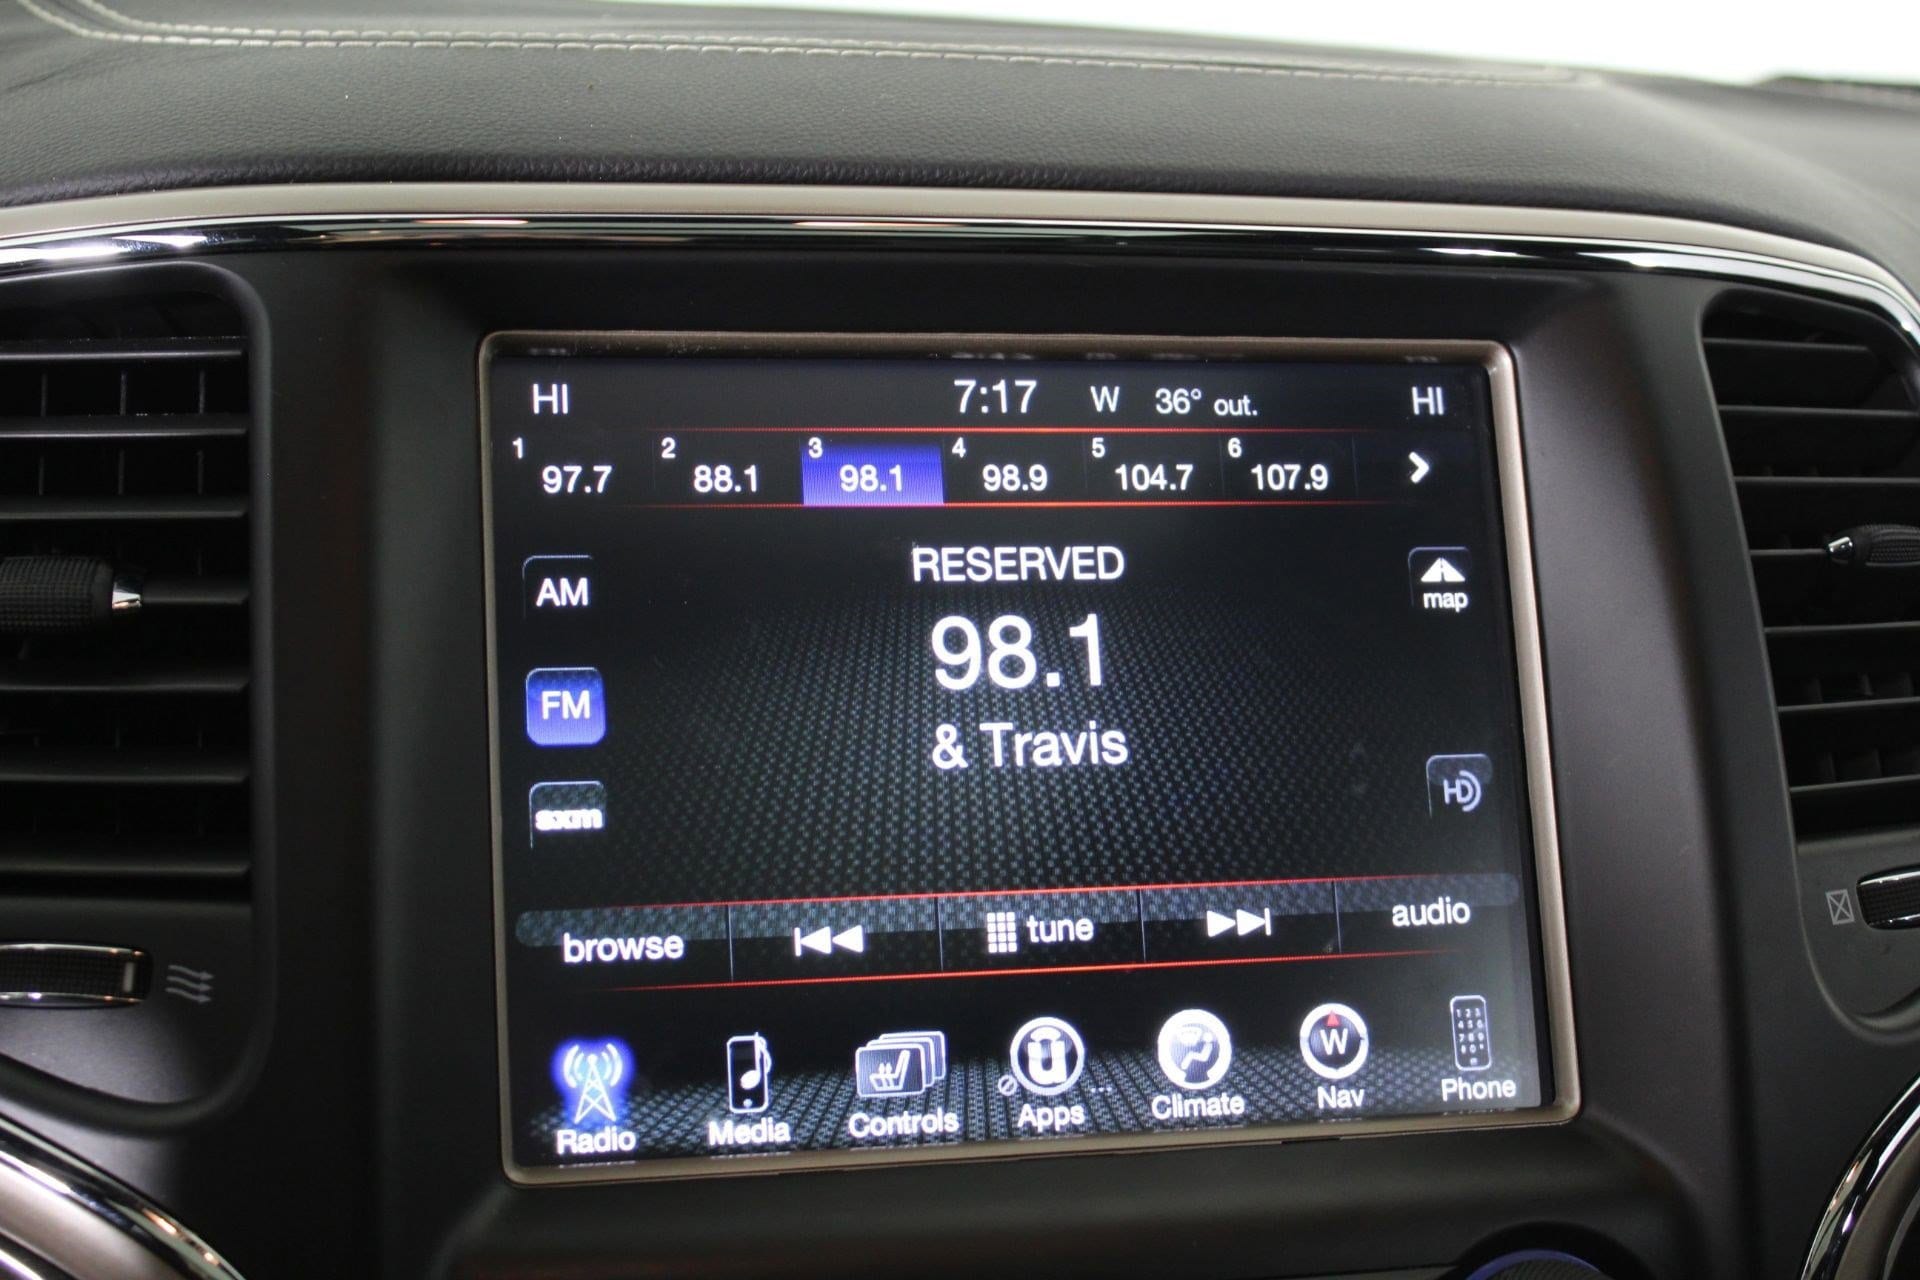 HI 7:17 W 36° out. HI
1 97.7 2 88.1 3 98.1 4 98.9 5 104.7 6 107.9
RESERVED
AM map
98.1
FM
& Travis
HD
sxm
browse tune audio
W
Radio Media Controls Apps ... Climate Nav Phone